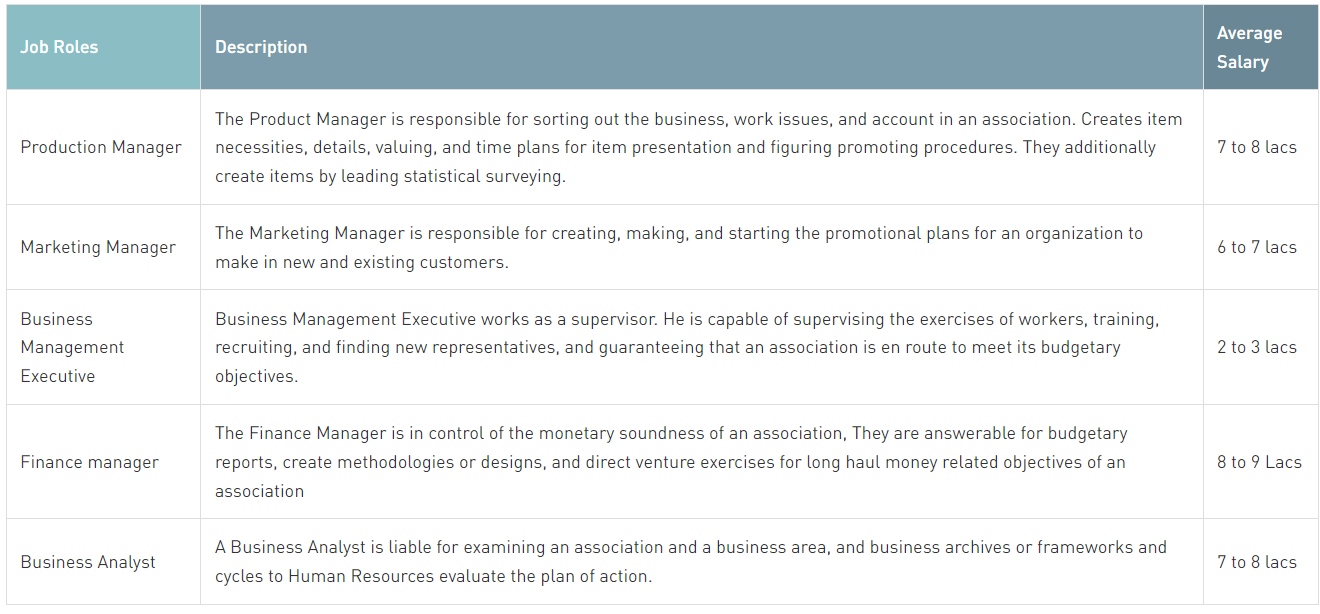 Job Roles
Description
Average
Salary
Production Manager
The Product Manager is responsible for sorting out the business, work issues, and account in an association. Creates item
necessities, details, valuing, and time plans for item presentation and figuring promoting procedures. They additionally
create items by leading statistical surveying.
7 to 8 lacs
Marketing Manager
The Marketing Manager is responsible for creating, making, and starting the promotional plans for an organization to
make in new and existing customers.
6 to 7 lacs
Business
Management
Executive
Business Management Executive works as a supervisor. He is capable of supervising the exercises of workers, training,
recruiting, and finding new representatives, and guaranteeing that an association is en route to meet its budgetary
objectives.
2 to 3 lacs
Finance manager
The Finance Manager is in control of the monetary soundness of an association, They are answerable for budgetary
reports, create methodologies or designs, and direct venture exercises for long haul money related objectives of an
association
8 to 9 Lacs
Business Analyst
A Business Analyst is liable for examining an association and a business area, and business archives or frameworks and
cycles to Human Resources evaluate the plan of action.
7 to 8 lacs